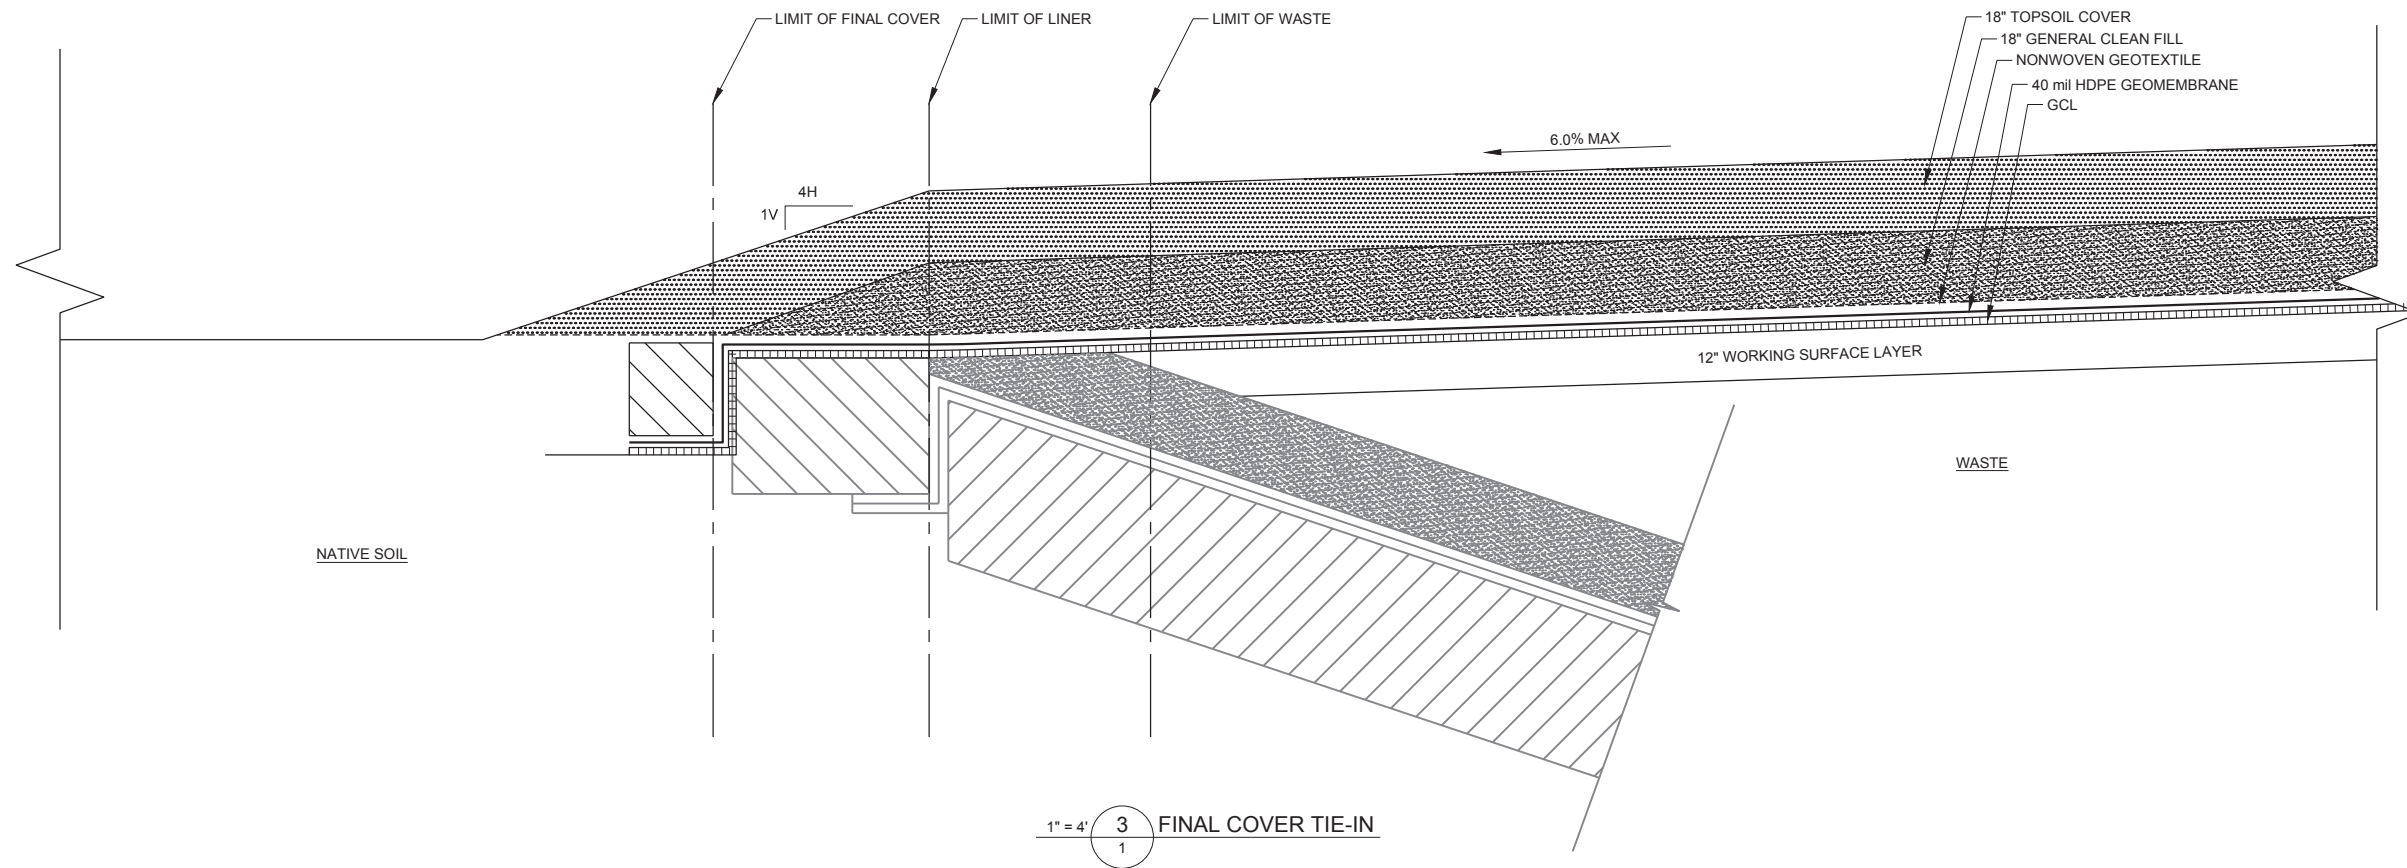 LIMIT OF FINAL COVER
LIMIT OF LINER
LIMIT OF WASTE
18" TOPSOIL COVER
18" GENERAL CLEAN FILL
NONWOVEN GEOTEXTILE
40 mil HDPE GEOMEMBRANE
GCL
6.0% MAX
4H
1V
12" WORKING SURFACE LAYER
WASTE
NATIVE SOIL
1" = 4'
3
1
FINAL COVER TIE-IN